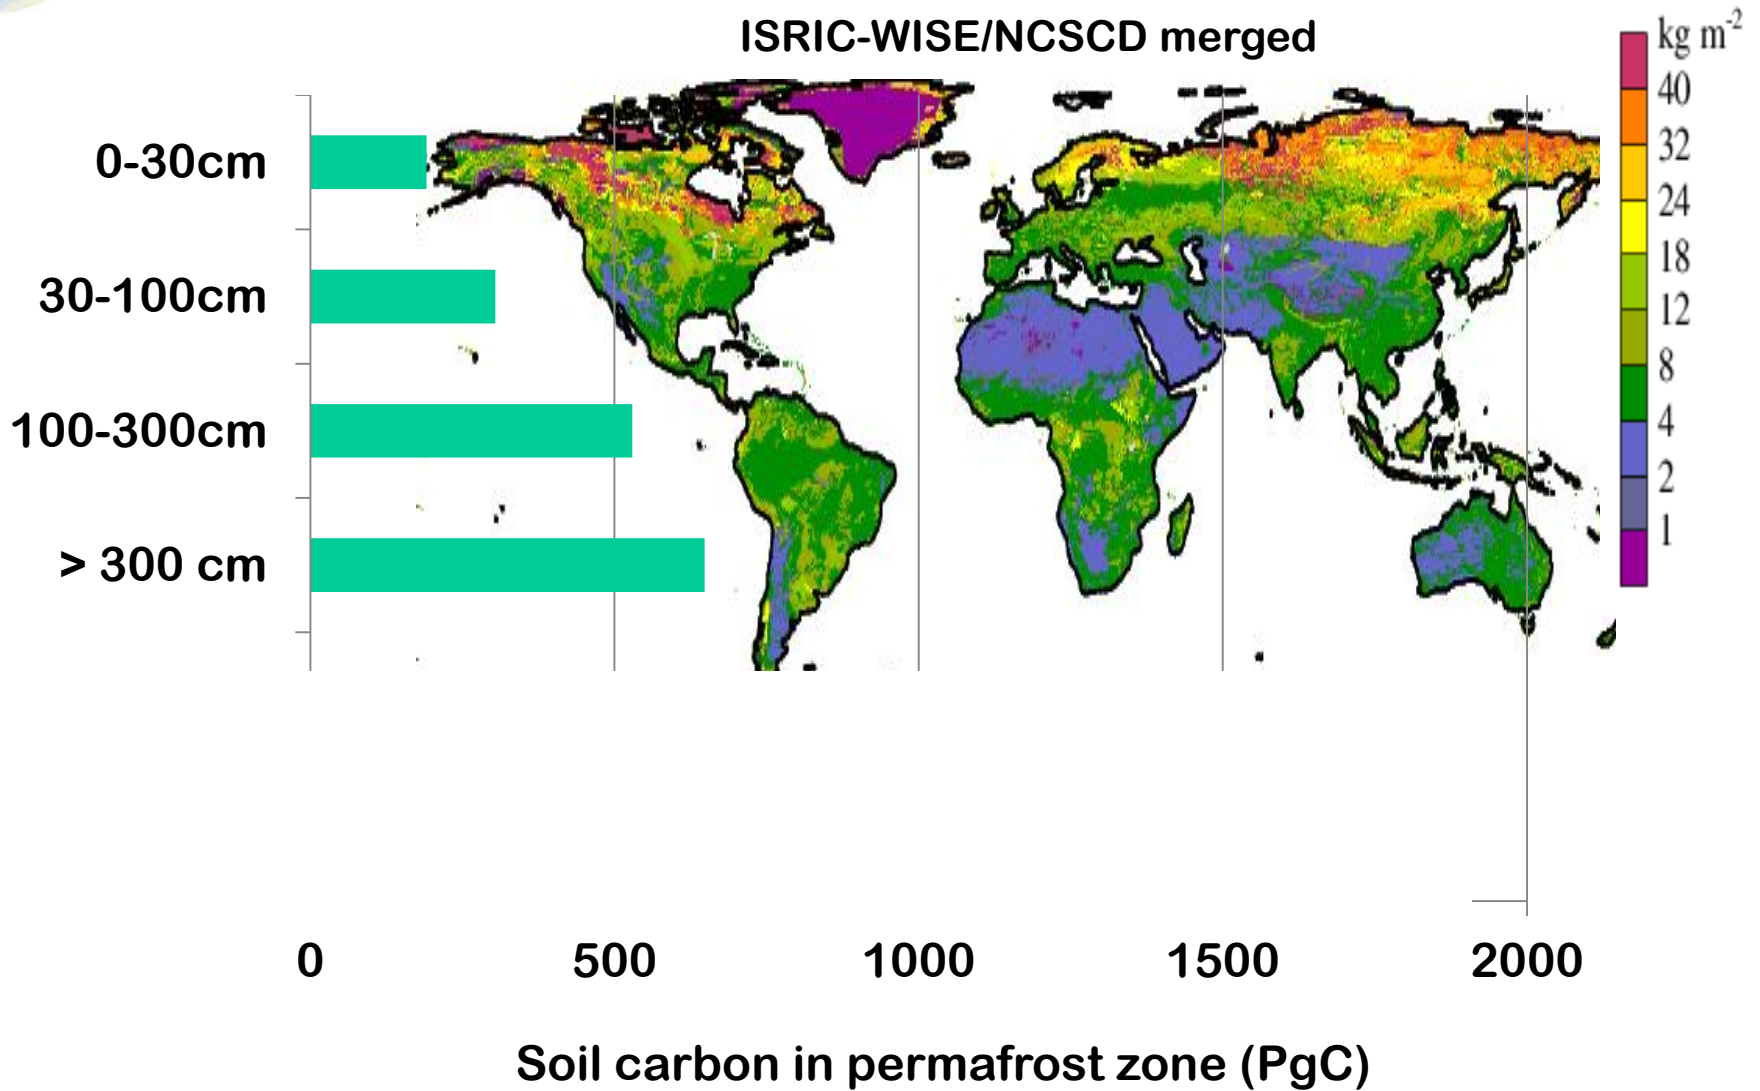 ISRIC-WISE/NCSCD merged
kg m-2
40
32
24
18
12
8
4
2
1
0-30cm
30-100cm
100-300cm
> 300 cm
0 500 1000 1500 2000
Soil carbon in permafrost zone (PgC)